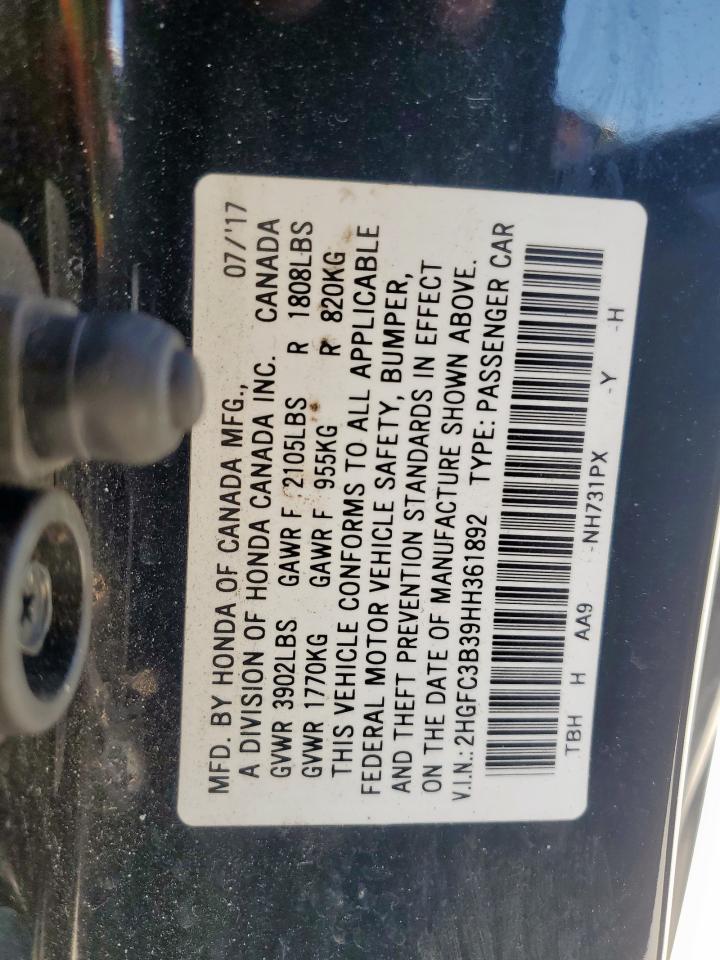 MFD. BY HONDA OF CANADA MFG., 07/'17
A DIVISION OF HONDA CANADA INC. CANADA
GVWR 3902LBS GAWR F 2105LBS R 1808LBS
GVWR 1770KG GAWR F 955KG R 820KG
THIS VEHICLE CONFORMS TO ALL APPLICABLE
FEDERAL MOTOR VEHICLE SAFETY, BUMPER,
AND THEFT PREVENTION STANDARDS IN EFFECT
ON THE DATE OF MANUFACTURE SHOWN ABOVE.
V.I.N.: 2HGFC3B39HH361892 TYPE: PASSENGER CAR
TBH H AA9 -NH731PX -Y -H